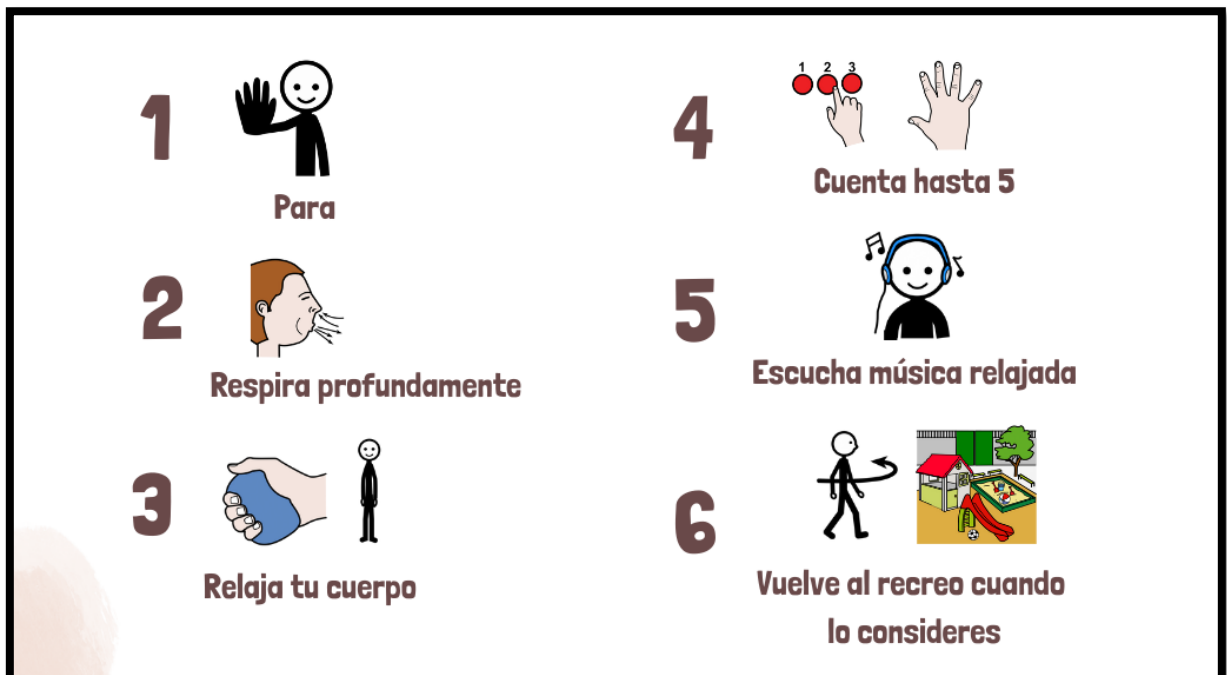 1
Para
2
Respira profundamente
3
Relaja tu cuerpo
4
1 2 3
Cuenta hasta 5
5
Escucha música relajada
6
Vuelve al recreo cuando
lo consideres